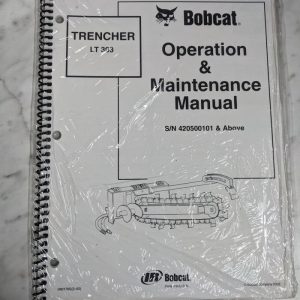 Bobcat
TRENCHER
LT 303
Operation
&
Maintenance
Manual
S/N 420500101 & Above
Bobcat